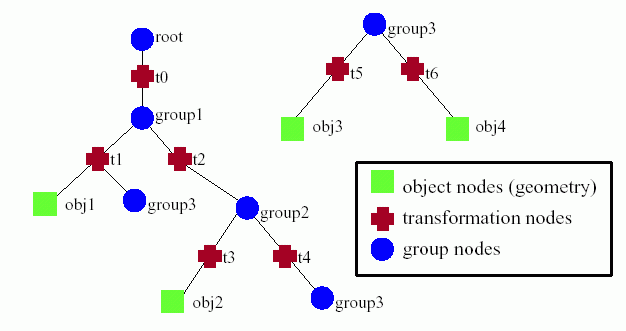 root
t0
group1
t1
t2
obj1
group3
group2
t3
t4
obj2
group3
group3
t5
t6
obj3
obj4
object nodes (geometry)
transformation nodes
group nodes